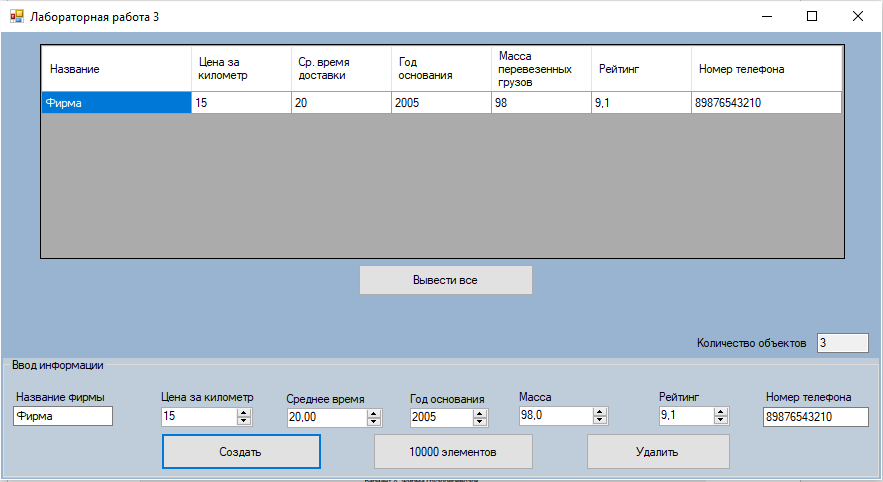 Лабораторная работа 3
Название
Цена за
километр
Ср. время
доставки
Год
основания
Масса
перевезенных
грузов
Рейтинг
Номер телефона
Фирма
15
20
2005
98
9,1
89876543210
Вывести все
Количество объектов
3
Ввод информации
Название фирмы
Цена за километр
Среднее время
Год основания
Масса
Рейтинг
Номер телефона
Фирма
15
20,00
2005
98,0
9,1
89876543210
Создать
10000 элементов
Удалить